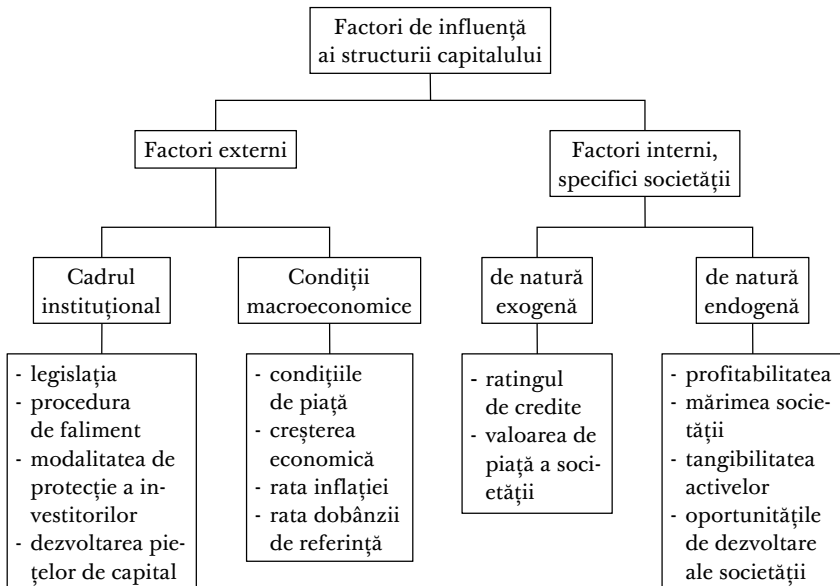 Factori de influență
ai structurii capitalului
Factori externi
Factori interni,
specifici societății
Cadrul
instituțional
Condiții
macroeconomice
de natură
exogenă
de natură
endogenă
- legislația
- procedura
de faliment
- modalitatea de
protecție a in-
vestitorilor
- dezvoltarea pie-
țelor de capital
- condițiile
de piață
- creșterea
economică
- rata inflației
- rata dobânzii
de referință
- ratingul
de credite
- valoarea de
piață a soci-
etății
- profitabilitatea
- mărimea socie-
tății
- tangibilitatea
activelor
- oportunitățile
de dezvoltare
ale societății